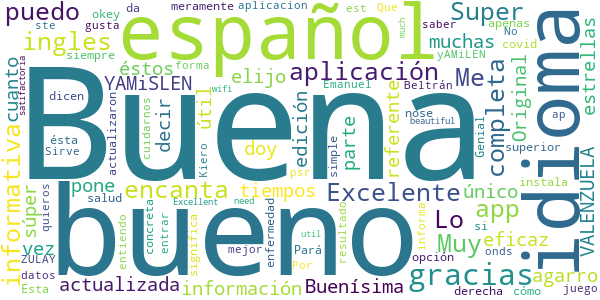 puedo
ste
okey
gusta
meramente
da
aplicacion
español
est
Que
apenas
much
saber
No
covid
muchas
yAMiLEN
Super
Me
estrellas
idioma
ingles
siempre
forma
éstos
YAMiSLEN
elijo
aplicación
Emanuel
Beltrán
cuanto
satisfactoria
informativa
dicen
ésta
Sirve
actualizaron
cuidarnos
decir
útil
wifi
Kiero
Buena
edición
doy
simple
parte
referente
nose
beautiful
completa
Genial
Original
ap
superior
VALENZUELA
pone
encanta
tiempos
psr
Excelente
único
instala
quieros
súper
salud
Excellent
need
vez
ZULAY
datos
Esta
entiendo
concreta
entrar
significa
bueno
enfermedad
util
resultado
informa
Lo
app
si
Muy
eficaz
actualizada
información
mejor
Por
Pará
Buenísima
opción
gracias
onds
agarro
derecha
cómo
juego